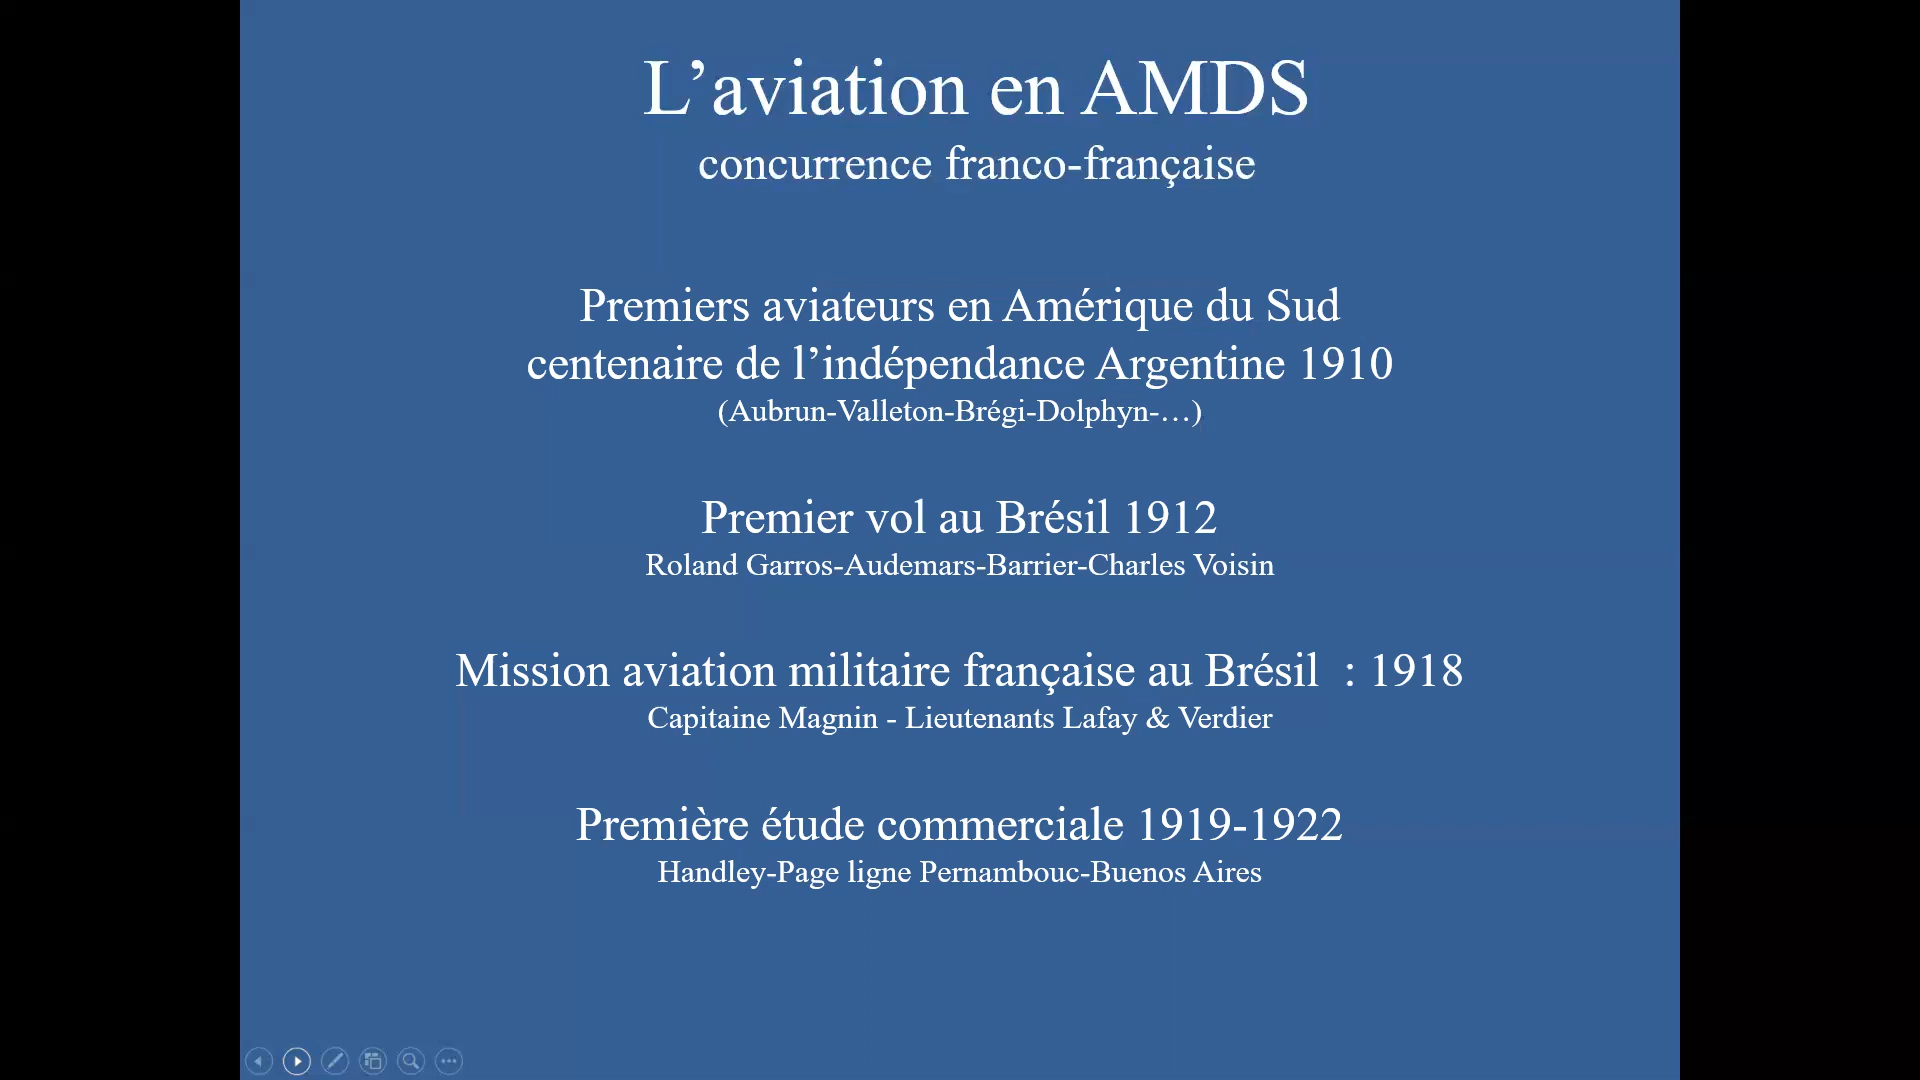 L’aviation en AMDS
concurrence franco-française
Premiers aviateurs en Amérique du Sud
centenaire de l’indépendance Argentine 1910
(Aubrun-Valleton-Brégi-Dolphyn-…)
Premier vol au Brésil 1912
Roland Garros-Audemars-Barrier-Charles Voisin
Mission aviation militaire française au Brésil  : 1918
Capitaine Magnin - Lieutenants Lafay & Verdier
Première étude commerciale 1919-1922
Handley-Page ligne Pernambouc-Buenos Aires